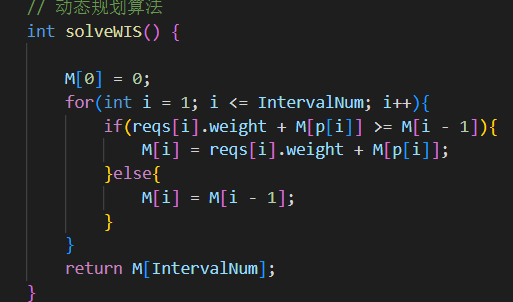 // 动态规划算法
int solveWIS() {
M[0] = 0;
for(int i = 1; i <= IntervalNum; i++){
if(reqs[i].weight + M[p[i]] >= M[i - 1]){
M[i] = reqs[i].weight + M[p[i]];
}else{
M[i] = M[i - 1];
}
}
return M[IntervalNum];
}